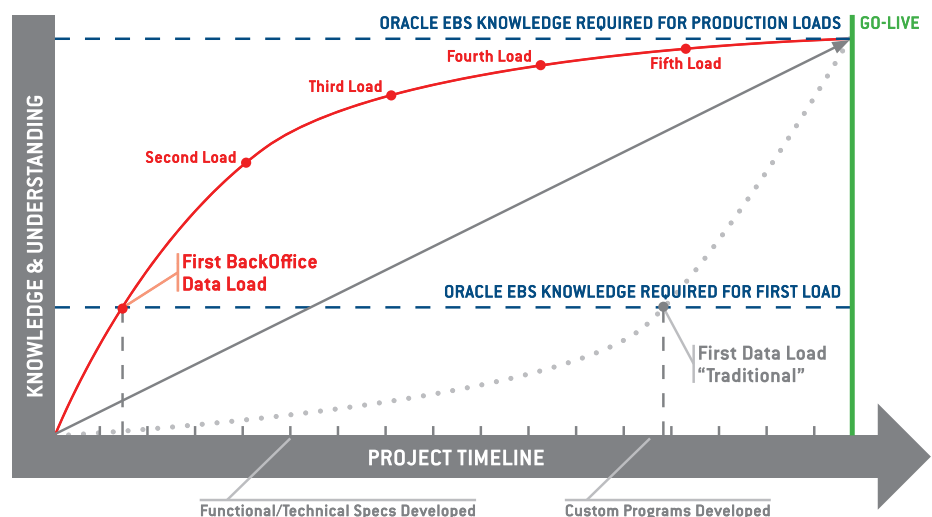 ORACLE EBS KNOWLEDGE REQUIRED FOR PRODUCTION LOADS
GO-LIVE
Fourth Load
Fifth Load
Third Load
Second Load
KNOWLEDGE & UNDERSTANDING
First BackOffice
Data Load
ORACLE EBS KNOWLEDGE REQUIRED FOR FIRST LOAD
First Data Load
“Traditional”
PROJECT TIMELINE
Functional/Technical Specs Developed
Custom Programs Developed